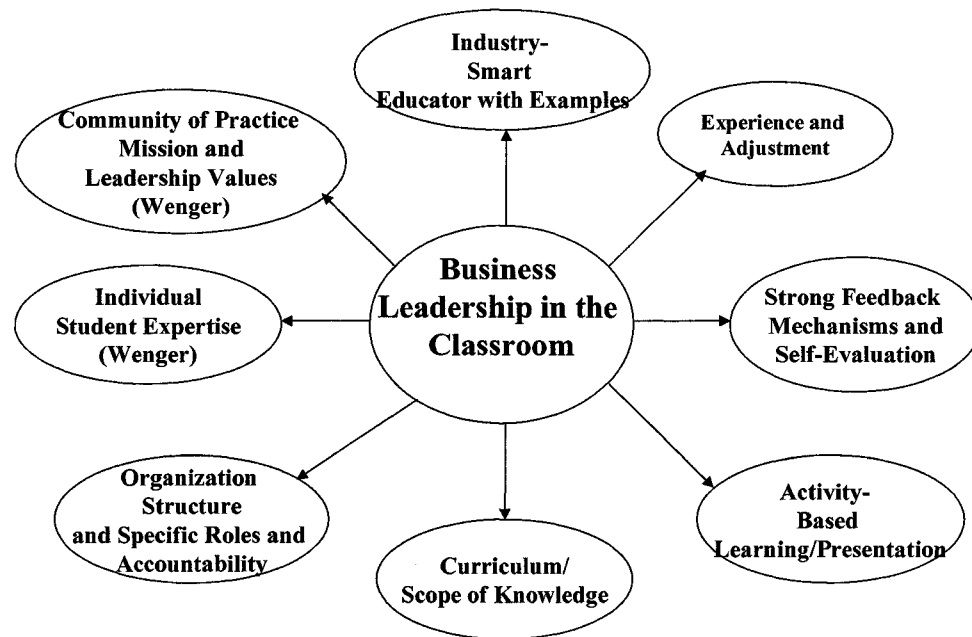 Industry-
Smart
Educator with Examples
Community of Practice
Mission and
Leadership Values
(Wenger)
Experience and
Adjustment
Business
Leadership in the
Classroom
Individual
Student Expertise
(Wenger)
Strong Feedback
Mechanisms and
Self-Evaluation
Organization
Structure
and Specific Roles and
Accountability
Curriculum/
Scope of Knowledge
Activity-
Based
Learning/Presentation